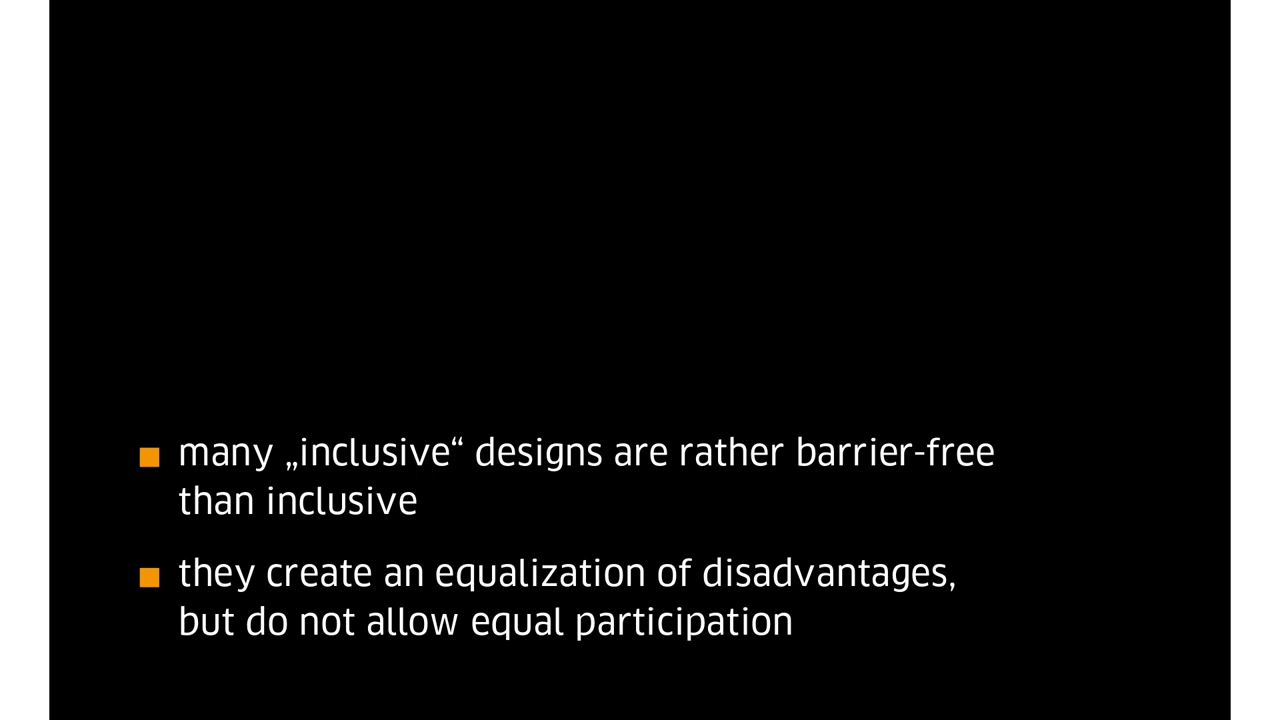 many „inclusive“ designs are rather barrier-free
than inclusive
they create an equalization of disadvantages,
but do not allow equal participation